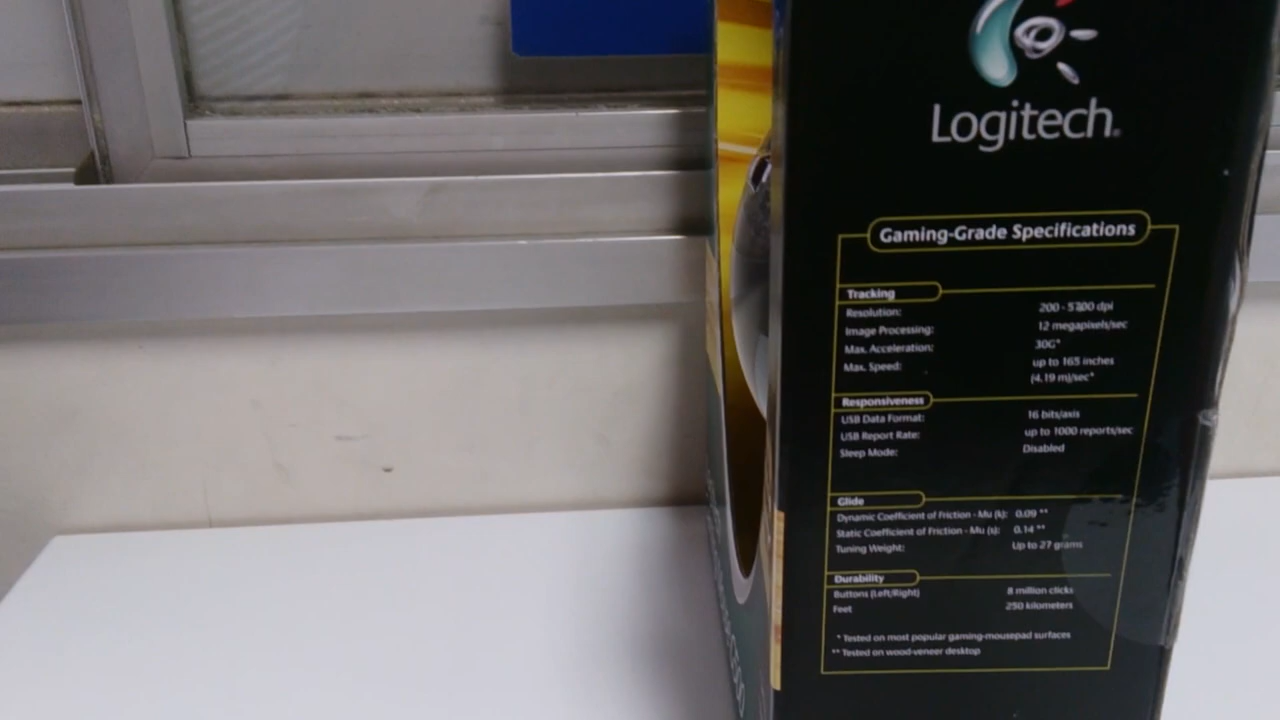 Logitech
Gaming-Grade Specifications
Tracking
Resolution: 200 - 5700 dpi
Image Processing: 12 megapixels/sec
Max. Acceleration: 30G*
Max. Speed: up to 165 inches
(4.19 m)/sec*
Responsiveness
USB Data Format: 16 bits/axis
USB Report Rate: up to 1000 reports/sec
Sleep Mode: Disabled
Glide
Dynamic Coefficient of Friction - Mu (k): 0.09 **
Static Coefficient of Friction - Mu (s): 0.14 **
Tuning Weight: Up to 27 grams
Durability
Buttons (Left/Right) 8 million clicks
Feet 250 kilometers
* Tested on most popular gaming-mousepad surfaces
** Tested on wood-veneer desktop